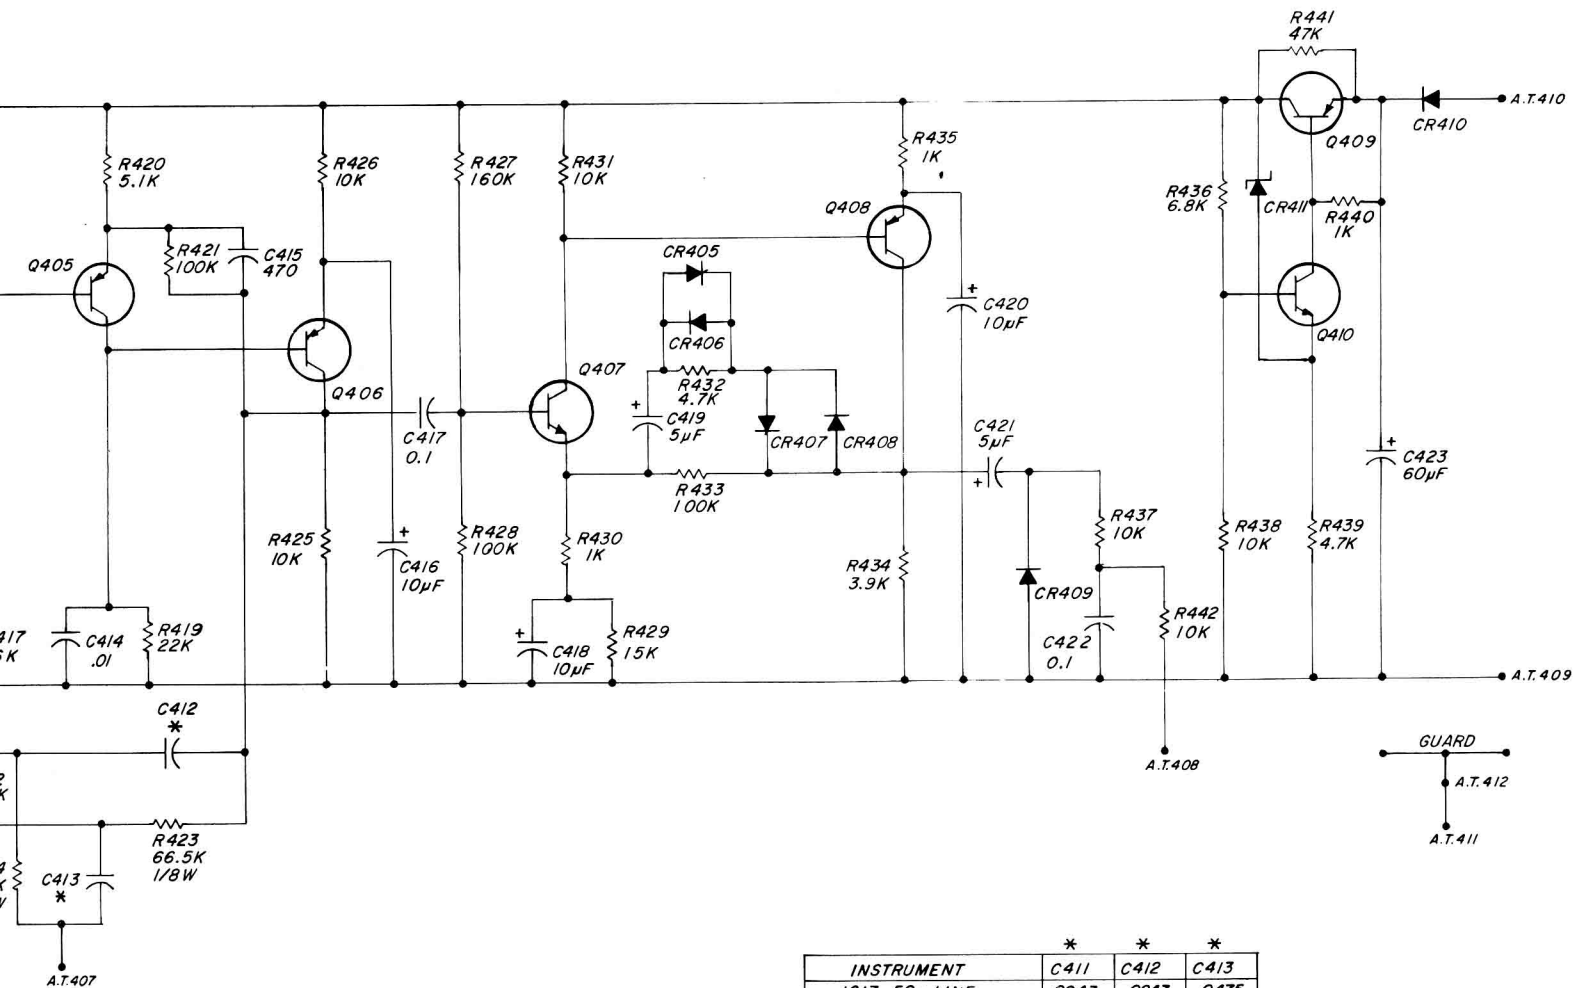 R441
47K
A.T.410
CR410
Q409
R420
5.1K
R426
10K
R427
160K
R431
10K
R435
1K
R436
6.8K
CR411
R440
1K
Q408
Q405
R421
100K
C415
470
CR405
+
C420
10µF
CR406
Q410
Q407
Q406
R432
4.7K
+
C419
5µF
CR407
CR408
C417
0.1
C421
5µF
+
+
C423
60µF
R433
100K
R425
10K
+
C416
10µF
R428
100K
R430
1K
R437
10K
R438
10K
R439
4.7K
R434
3.9K
CR409
R442
10K
417
C414
.01
R419
22K
+
C418
10µF
R429
15K
C422
0.1
A.T.409
C412
*
A.T.408
GUARD
A.T.412
A.T.411
R423
66.5K
1/8W
C413
*
A.T.407
* * *
INSTRUMENT C411 C412 C413